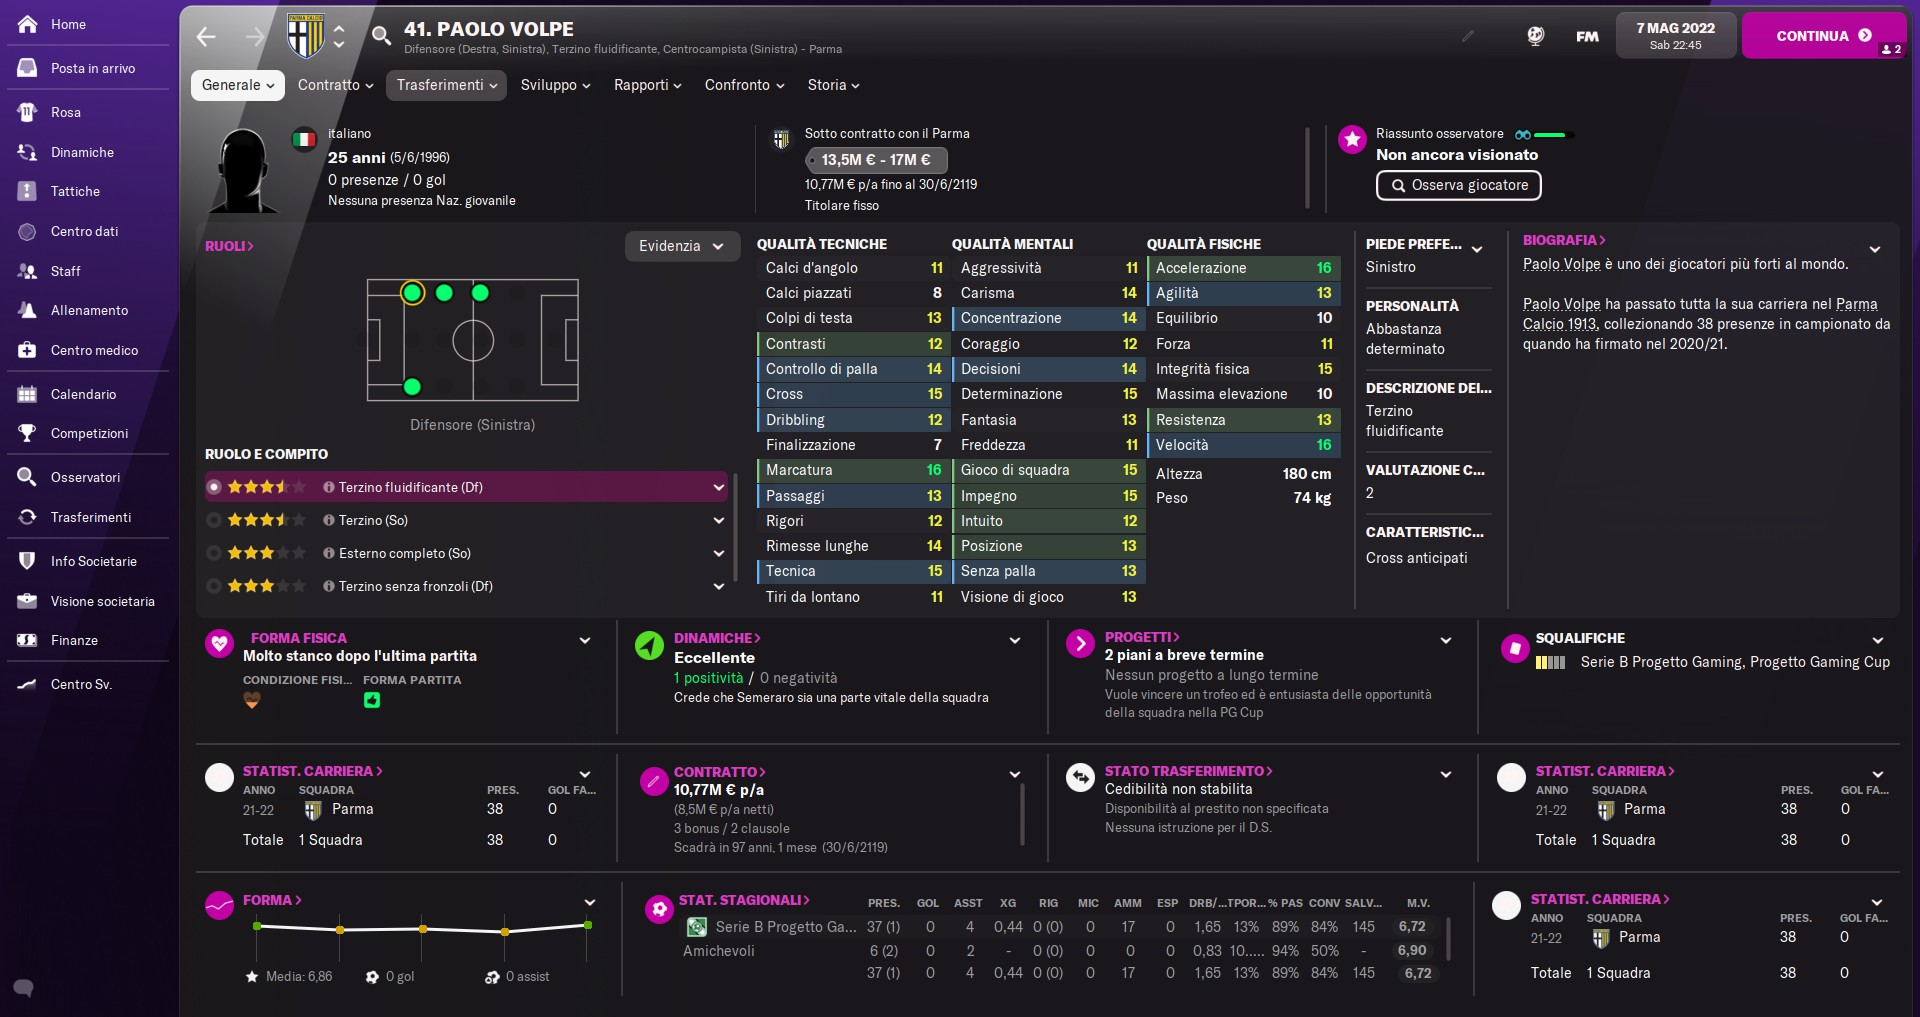 Home
Posta in arrivo
Rosa
Dinamiche
Tattiche
Centro dati
Staff
Allenamento
Centro medico
Calendario
Competizioni
Osservatori
Trasferimenti
Info Societarie
Visione societaria
Finanze
Centro Sv.
41. PAOLO VOLPE
Difensore (Destra, Sinistra), Terzino fluidificante, Centrocampista (Sinistra) - Parma
FM
7 MAG 2022
Sab 22:45
CONTINUA
2
Generale Contratto Trasferimenti Sviluppo Rapporti Confronto Storia
italiano
25 anni (5/6/1996)
0 presenze / 0 gol
Nessuna presenza Naz. giovanile
Sotto contratto con il Parma
13,5M € - 17M €
10,77M € p/a fino al 30/6/2119
Titolare fisso
Riassunto osservatore
Non ancora visionato
Osserva giocatore
RUOLI
Evidenzia
Difensore (Sinistra)
RUOLO E COMPITO
Terzino fluidificante (Df)
Terzino (So)
Esterno completo (So)
Terzino senza fronzoli (Df)
QUALITÀ TECNICHE
Calci d'angolo 11
Calci piazzati 8
Colpi di testa 13
Contrasti 12
Controllo di palla 14
Cross 15
Dribbling 12
Finalizzazione 7
Marcatura 16
Passaggi 13
Rigori 12
Rimesse lunghe 14
Tecnica 15
Tiri da lontano 11
QUALITÀ MENTALI
Aggressività 11
Carisma 14
Concentrazione 14
Coraggio 12
Decisioni 14
Determinazione 15
Fantasia 13
Freddezza 11
Gioco di squadra 15
Impegno 15
Intuito 12
Posizione 13
Senza palla 13
Visione di gioco 13
QUALITÀ FISICHE
Accelerazione 16
Agilità 13
Equilibrio 10
Forza 11
Integrità fisica 15
Massima elevazione 10
Resistenza 13
Velocità 16
Altezza 180 cm
Peso 74 kg
PIEDE PREFE...
Sinistro
PERSONALITÀ
Abbastanza
determinato
DESCRIZIONE DEI...
Terzino
fluidificante
VALUTAZIONE C...
2
CARATTERISTIC...
Cross anticipati
BIOGRAFIA
Paolo Volpe è uno dei giocatori più forti al mondo.
Paolo Volpe ha passato tutta la sua carriera nel Parma
Calcio 1913, collezionando 38 presenze in campionato da
quando ha firmato nel 2020/21.
FORMA FISICA
Molto stanco dopo l'ultima partita
CONDIZIONE FISI... FORMA PARTITA
DINAMICHE
Eccellente
1 positività / 0 negatività
Crede che Semeraro sia una parte vitale della squadra
PROGETTI
2 piani a breve termine
Nessun progetto a lungo termine
Vuole vincere un trofeo ed è entusiasta delle opportunità
della squadra nella PG Cup
SQUALIFICHE
Serie B Progetto Gaming, Progetto Gaming Cup
STATIST. CARRIERA
ANNO SQUADRA PRES. GOL FA...
21-22 Parma 38 0
Totale 1 Squadra 38 0
CONTRATTO
10,77M € p/a
(8,5M € p/a netti)
3 bonus / 2 clausole
Scadrà in 97 anni, 1 mese (30/6/2119)
STATO TRASFERIMENTO
Cedibilità non stabilita
Disponibilità al prestito non specificata
Nessuna istruzione per il D.S.
STATIST. CARRIERA
ANNO SQUADRA PRES. GOL FA...
21-22 Parma 38 0
Totale 1 Squadra 38 0
FORMA
Media: 6,86 0 gol 0 assist
STAT. STAGIONALI PRES. GOL ASST XG RIG MIC AMM ESP DRB/... TPOR... % PAS CONV SALV... M.V.
Serie B Progetto Ga... 37 (1) 0 4 0,44 0 (0) 0 17 0 1,65 13% 89% 84% 145 6,72
Amichevoli 6 (2) 0 2 - 0 (0) 0 0 0 0,83 10..... 94% 50% - 6,90
37 (1) 0 4 0,44 0 (0) 0 17 0 1,65 13% 89% 84% 145 6,72
STATIST. CARRIERA
ANNO SQUADRA PRES. GOL FA...
21-22 Parma 38 0
Totale 1 Squadra 38 0